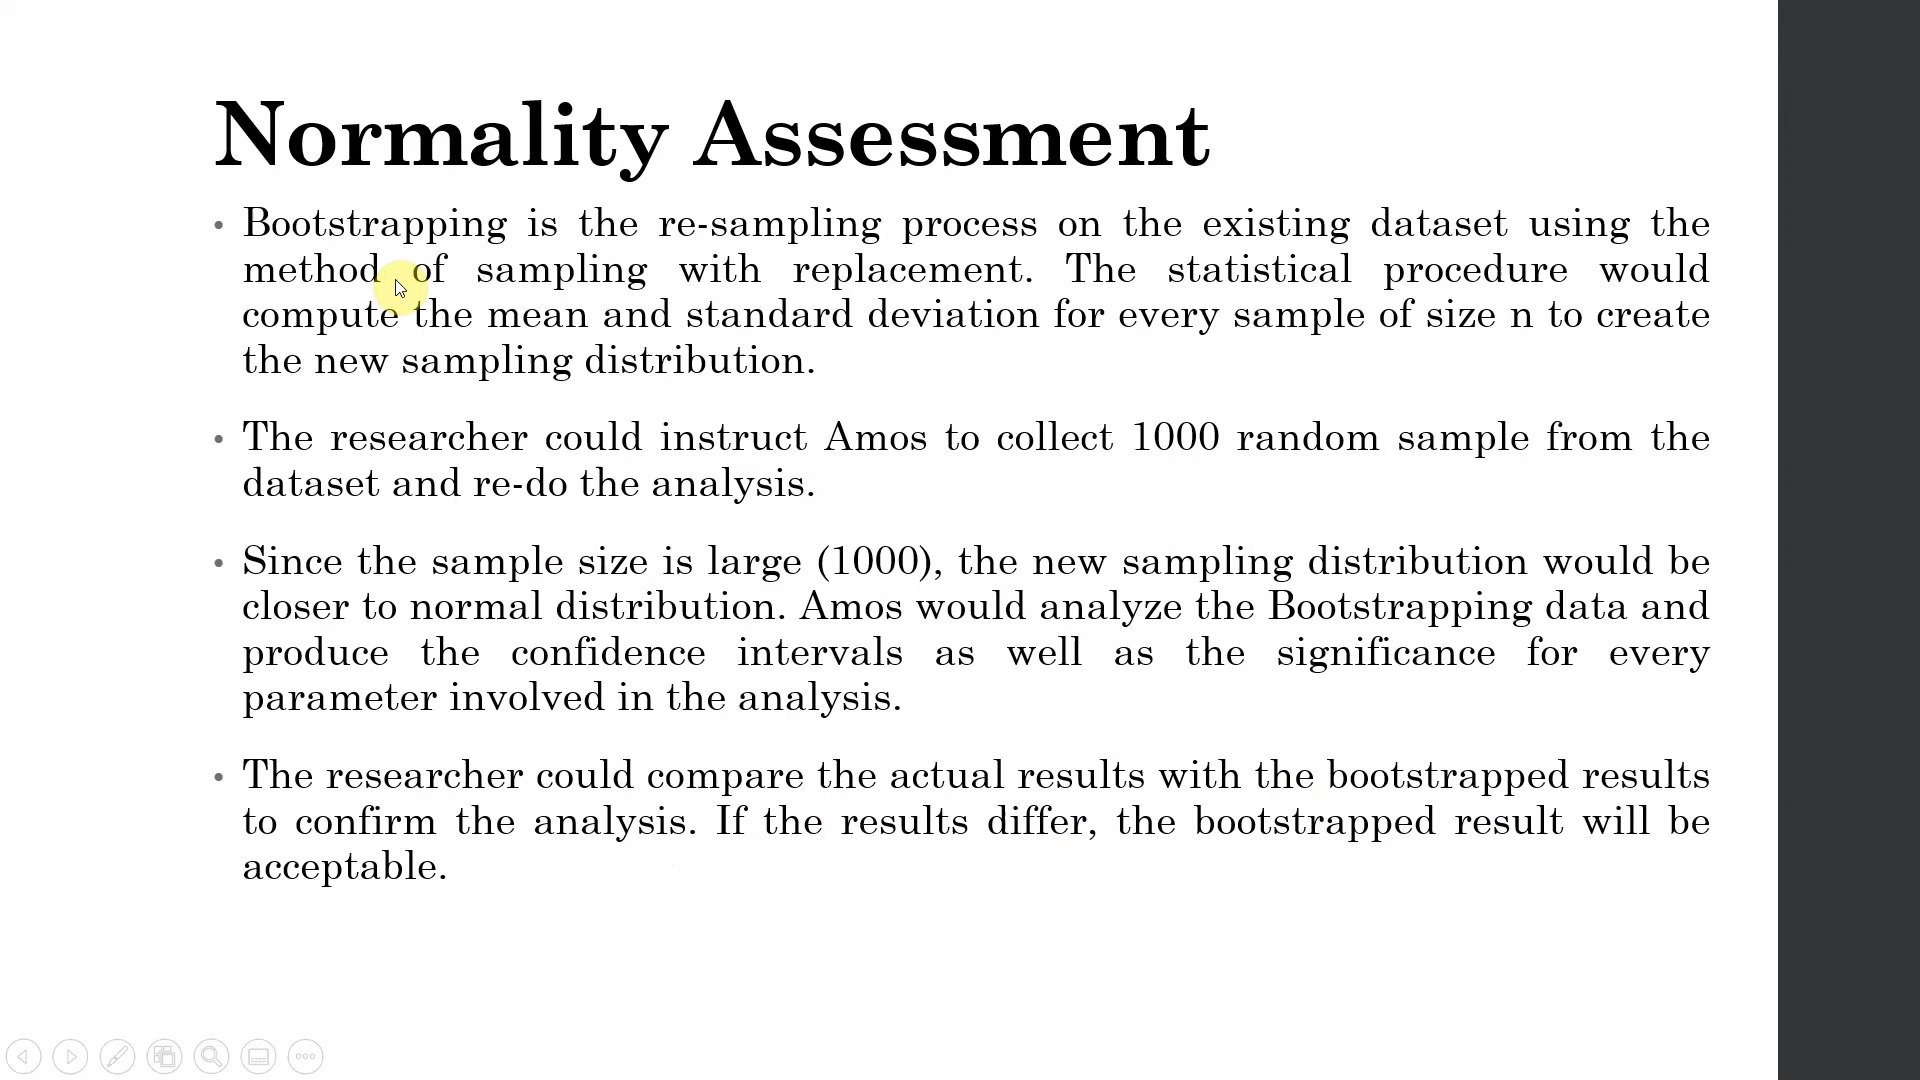 Normality Assessment
• Bootstrapping is the re-sampling process on the existing dataset using the
method of sampling with replacement. The statistical procedure would
compute the mean and standard deviation for every sample of size n to create
the new sampling distribution.
• The researcher could instruct Amos to collect 1000 random sample from the
dataset and re-do the analysis.
• Since the sample size is large (1000), the new sampling distribution would be
closer to normal distribution. Amos would analyze the Bootstrapping data and
produce the confidence intervals as well as the significance for every
parameter involved in the analysis.
• The researcher could compare the actual results with the bootstrapped results
to confirm the analysis. If the results differ, the bootstrapped result will be
acceptable.